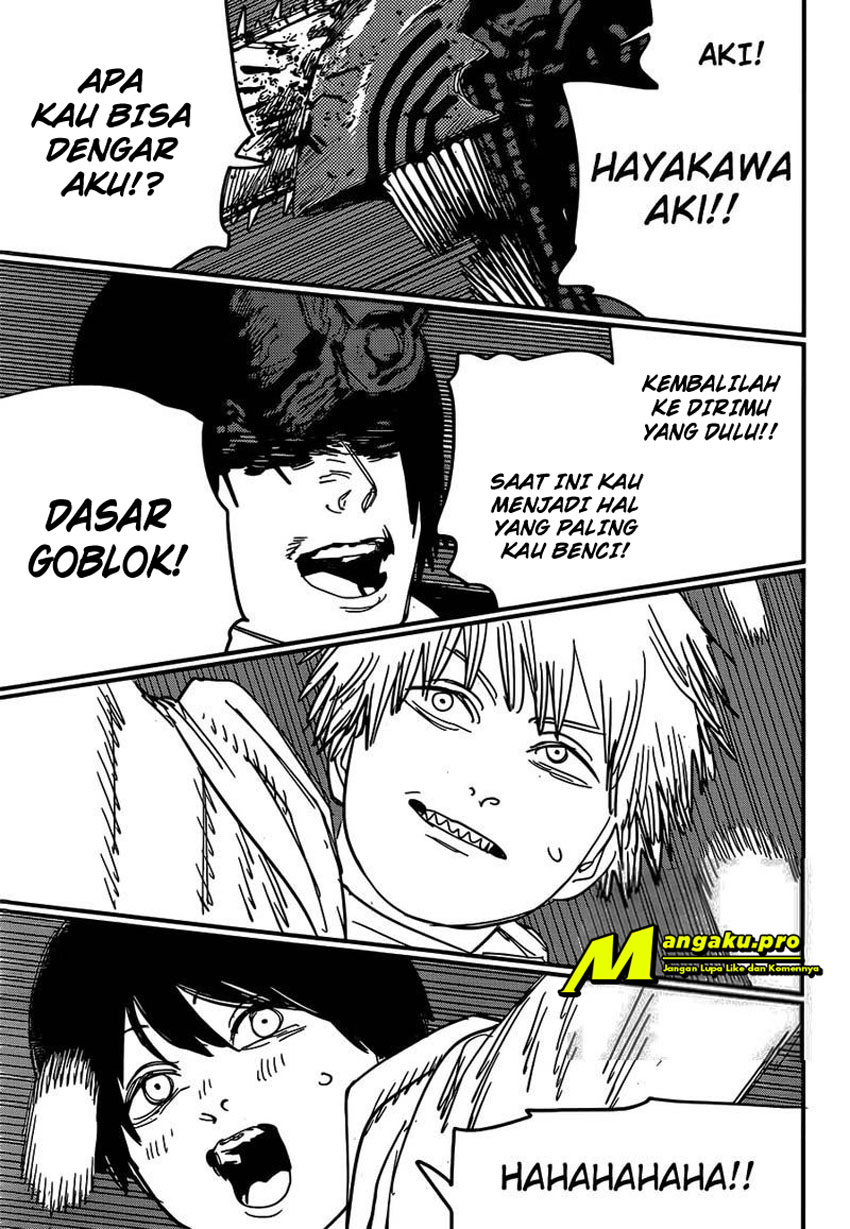 AKI!
HAYAKAWA
AKI!!
APA
KAU BISA
DENGAR
AKU!?
KEMBALILAH
KE DIRIMU
YANG DULU!!
SAAT INI KAU
MENJADI HAL
YANG PALING
KAU BENCI!
DASAR
GOBLOK!
Mangaku.pro
Jangan Lupa Like dan Komennya
HAHAHAHAHA!!